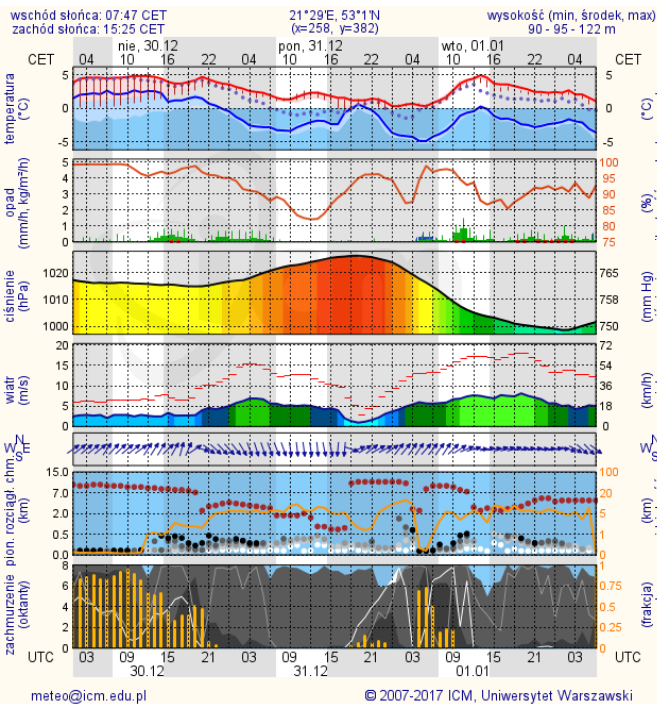 wschód słońca: 07:47 CET 21°29'E, 53°1'N wysokość (min, środek, max)
zachód słońca: 15:25 CET (x=258, y=382) 90 - 95 - 122 m
nie, 30.12 pon, 31.12 wto, 01.01
CET 04 10 16 22 04 10 16 22 04 10 16 22 04 CET
temperatura (°C)
5
0
-5
5
0
-5
(°C)
opad (mm/h, kg/m²/h)
5
4
3
2
1
0
100
95
90
85
80
75
(%)
ciśnienie (hPa)
1020
1010
1000
765
758
750
(mm Hg)
wiatr (m/s)
20
15
10
5
0
72
54
36
18
0
(km/h)
N
W E
S
N
W E
S
pion. rozciągł. chm. (km)
15.0
7.0
2.0
0.5
0.0
100
20
5
1
0
(km)
zachmurzenie (oktanty)
8
6
4
2
0
1
0.75
0.5
0.25
0
(frakcja)
UTC 03 09 15 21 03 09 15 21 03 09 15 21 03 UTC
30.12 31.12 01.01
meteo@icm.edu.pl © 2007-2017 ICM, Uniwersytet Warszawski